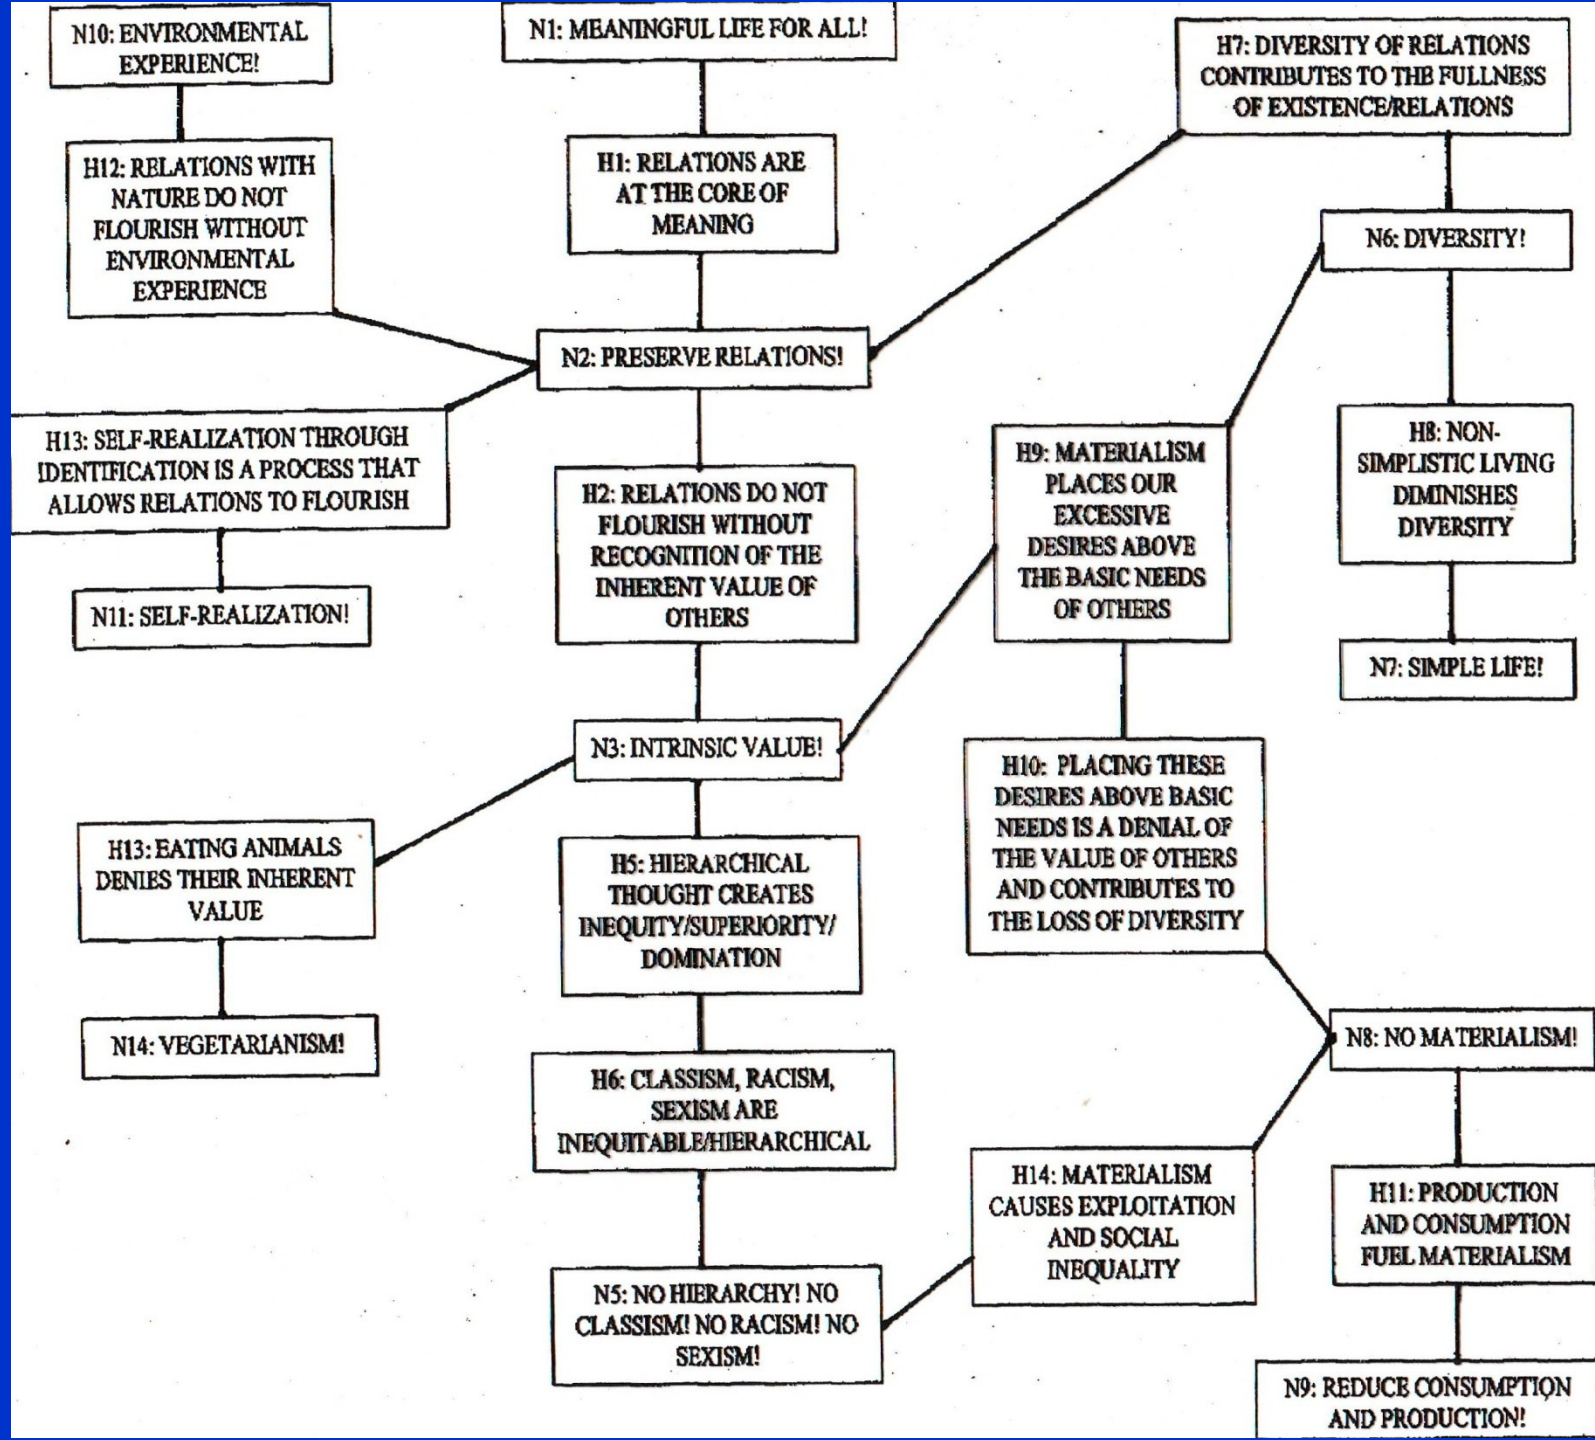 N10: ENVIRONMENTAL
EXPERIENCE!
N1: MEANINGFUL LIFE FOR ALL!
H7: DIVERSITY OF RELATIONS
CONTRIBUTES TO THE FULLNESS
OF EXISTENCE/RELATIONS
H12: RELATIONS WITH
NATURE DO NOT
FLOURISH WITHOUT
ENVIRONMENTAL
EXPERIENCE
H1: RELATIONS ARE
AT THE CORE OF
MEANING
N6: DIVERSITY!
N2: PRESERVE RELATIONS!
H13: SELF-REALIZATION THROUGH
IDENTIFICATION IS A PROCESS THAT
ALLOWS RELATIONS TO FLOURISH
H9: MATERIALISM
PLACES OUR
EXCESSIVE
DESIRES ABOVE
THE BASIC NEEDS
OF OTHERS
H8: NON-
SIMPLISTIC LIVING
DIMINISHES
DIVERSITY
H2: RELATIONS DO NOT
FLOURISH WITHOUT
RECOGNITION OF THE
INHERENT VALUE OF
OTHERS
N11: SELF-REALIZATION!
N7: SIMPLE LIFE!
N3: INTRINSIC VALUE!
H10: PLACING THESE
DESIRES ABOVE BASIC
NEEDS IS A DENIAL OF
THE VALUE OF OTHERS
AND CONTRIBUTES TO
THE LOSS OF DIVERSITY
H13: EATING ANIMALS
DENIES THEIR INHERENT
VALUE
H5: HIERARCHICAL
THOUGHT CREATES
INEQUITY/SUPERIORITY/
DOMINATION
N14: VEGETARIANISM!
N8: NO MATERIALISM!
H6: CLASSISM, RACISM,
SEXISM ARE
INEQUITABLE/HIERARCHICAL
H14: MATERIALISM
CAUSES EXPLOITATION
AND SOCIAL
INEQUALITY
H11: PRODUCTION
AND CONSUMPTION
FUEL MATERIALISM
N5: NO HIERARCHY! NO
CLASSISM! NO RACISM! NO
SEXISM!
N9: REDUCE CONSUMPTION
AND PRODUCTION!